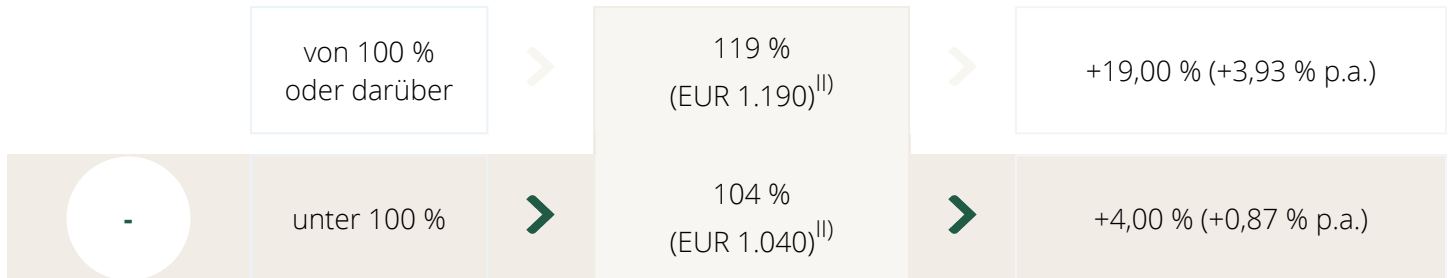 von 100 %
oder darüber
119 %
(EUR 1.190)II)
+19,00 % (+3,93 % p.a.)
-
unter 100 %
104 %
(EUR 1.040)II)
+4,00 % (+0,87 % p.a.)